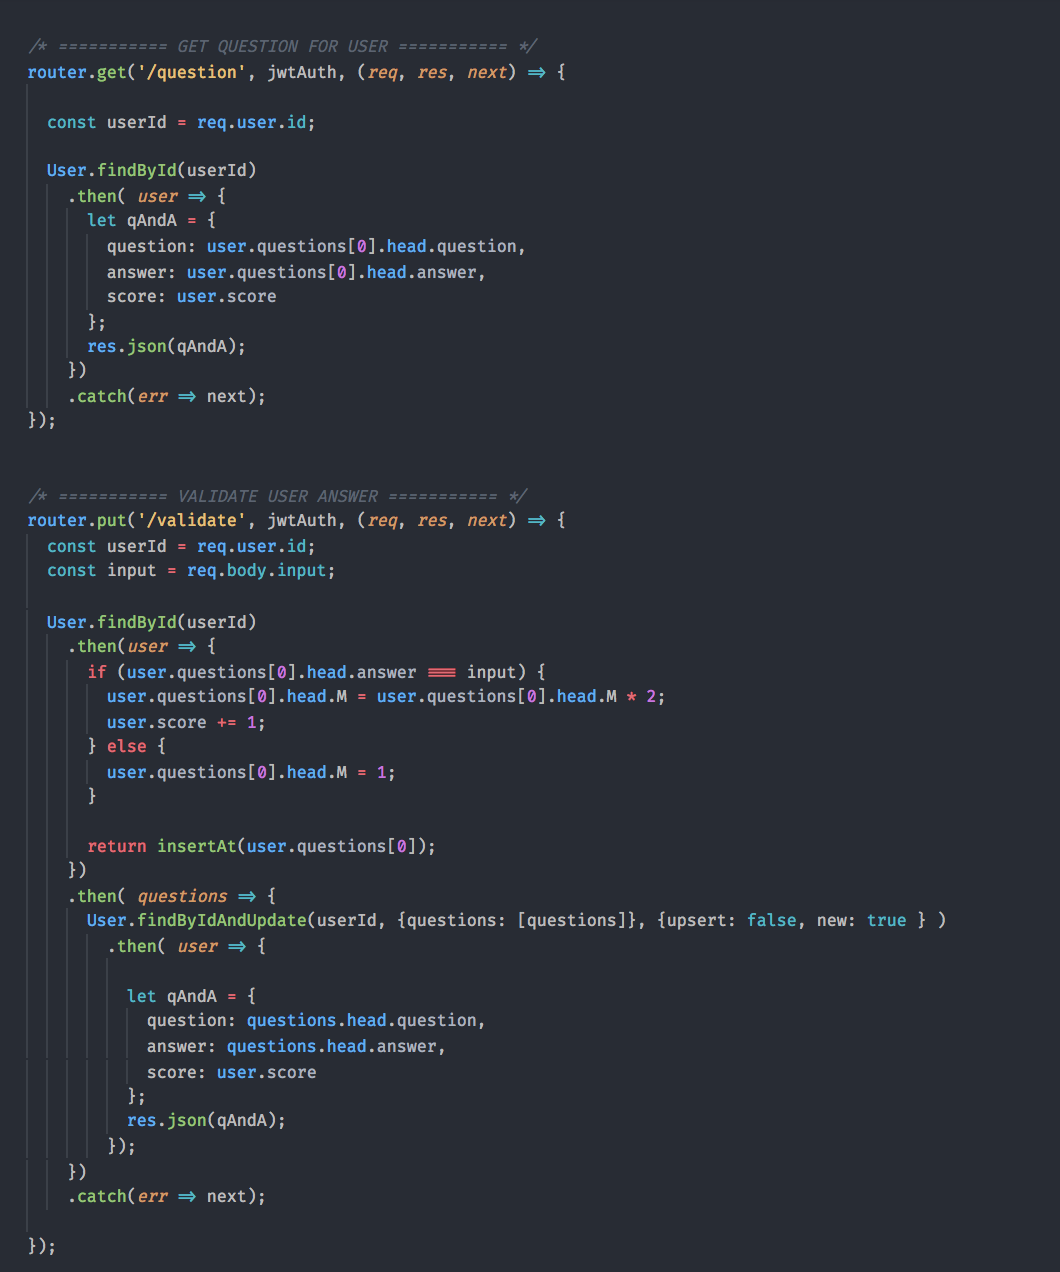 /* =========== GET QUESTION FOR USER =========== */
router.get('/question', jwtAuth, (req, res, next) => {
const userId = req.user.id;
User.findById(userId)
.then( user => {
let qAndA = {
question: user.questions[0].head.question,
answer: user.questions[0].head.answer,
score: user.score
};
res.json(qAndA);
})
.catch(err => next);
});
/* =========== VALIDATE USER ANSWER =========== */
router.put('/validate', jwtAuth, (req, res, next) => {
const userId = req.user.id;
const input = req.body.input;
User.findById(userId)
.then(user => {
if (user.questions[0].head.answer === input) {
user.questions[0].head.M = user.questions[0].head.M * 2;
user.score += 1;
} else {
user.questions[0].head.M = 1;
}
return insertAt(user.questions[0]);
})
.then( questions => {
User.findByIdAndUpdate(userId, {questions: [questions]}, {upsert: false, new: true } )
.then( user => {
let qAndA = {
question: questions.head.question,
answer: questions.head.answer,
score: user.score
};
res.json(qAndA);
});
})
.catch(err => next);
});